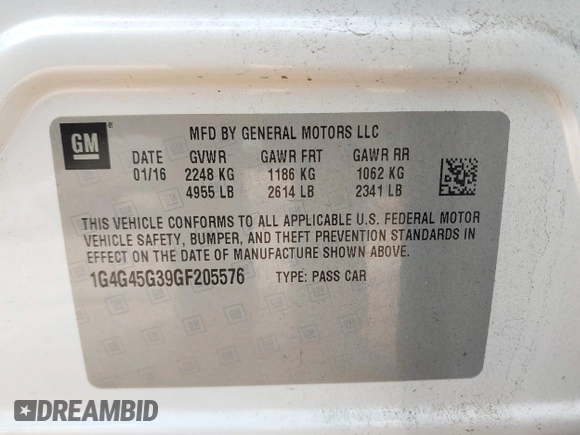 GM
MFD BY GENERAL MOTORS LLC
DATE GVWR GAWR FRT GAWR RR
01/16 2248 KG 1186 KG 1062 KG
4955 LB 2614 LB 2341 LB
THIS VEHICLE CONFORMS TO ALL APPLICABLE U.S. FEDERAL MOTOR
VEHICLE SAFETY, BUMPER, AND THEFT PREVENTION STANDARDS IN
EFFECT ON THE DATE OF MANUFACTURE SHOWN ABOVE.
1G4G45G39GF205576 TYPE: PASS CAR
DREAMBID